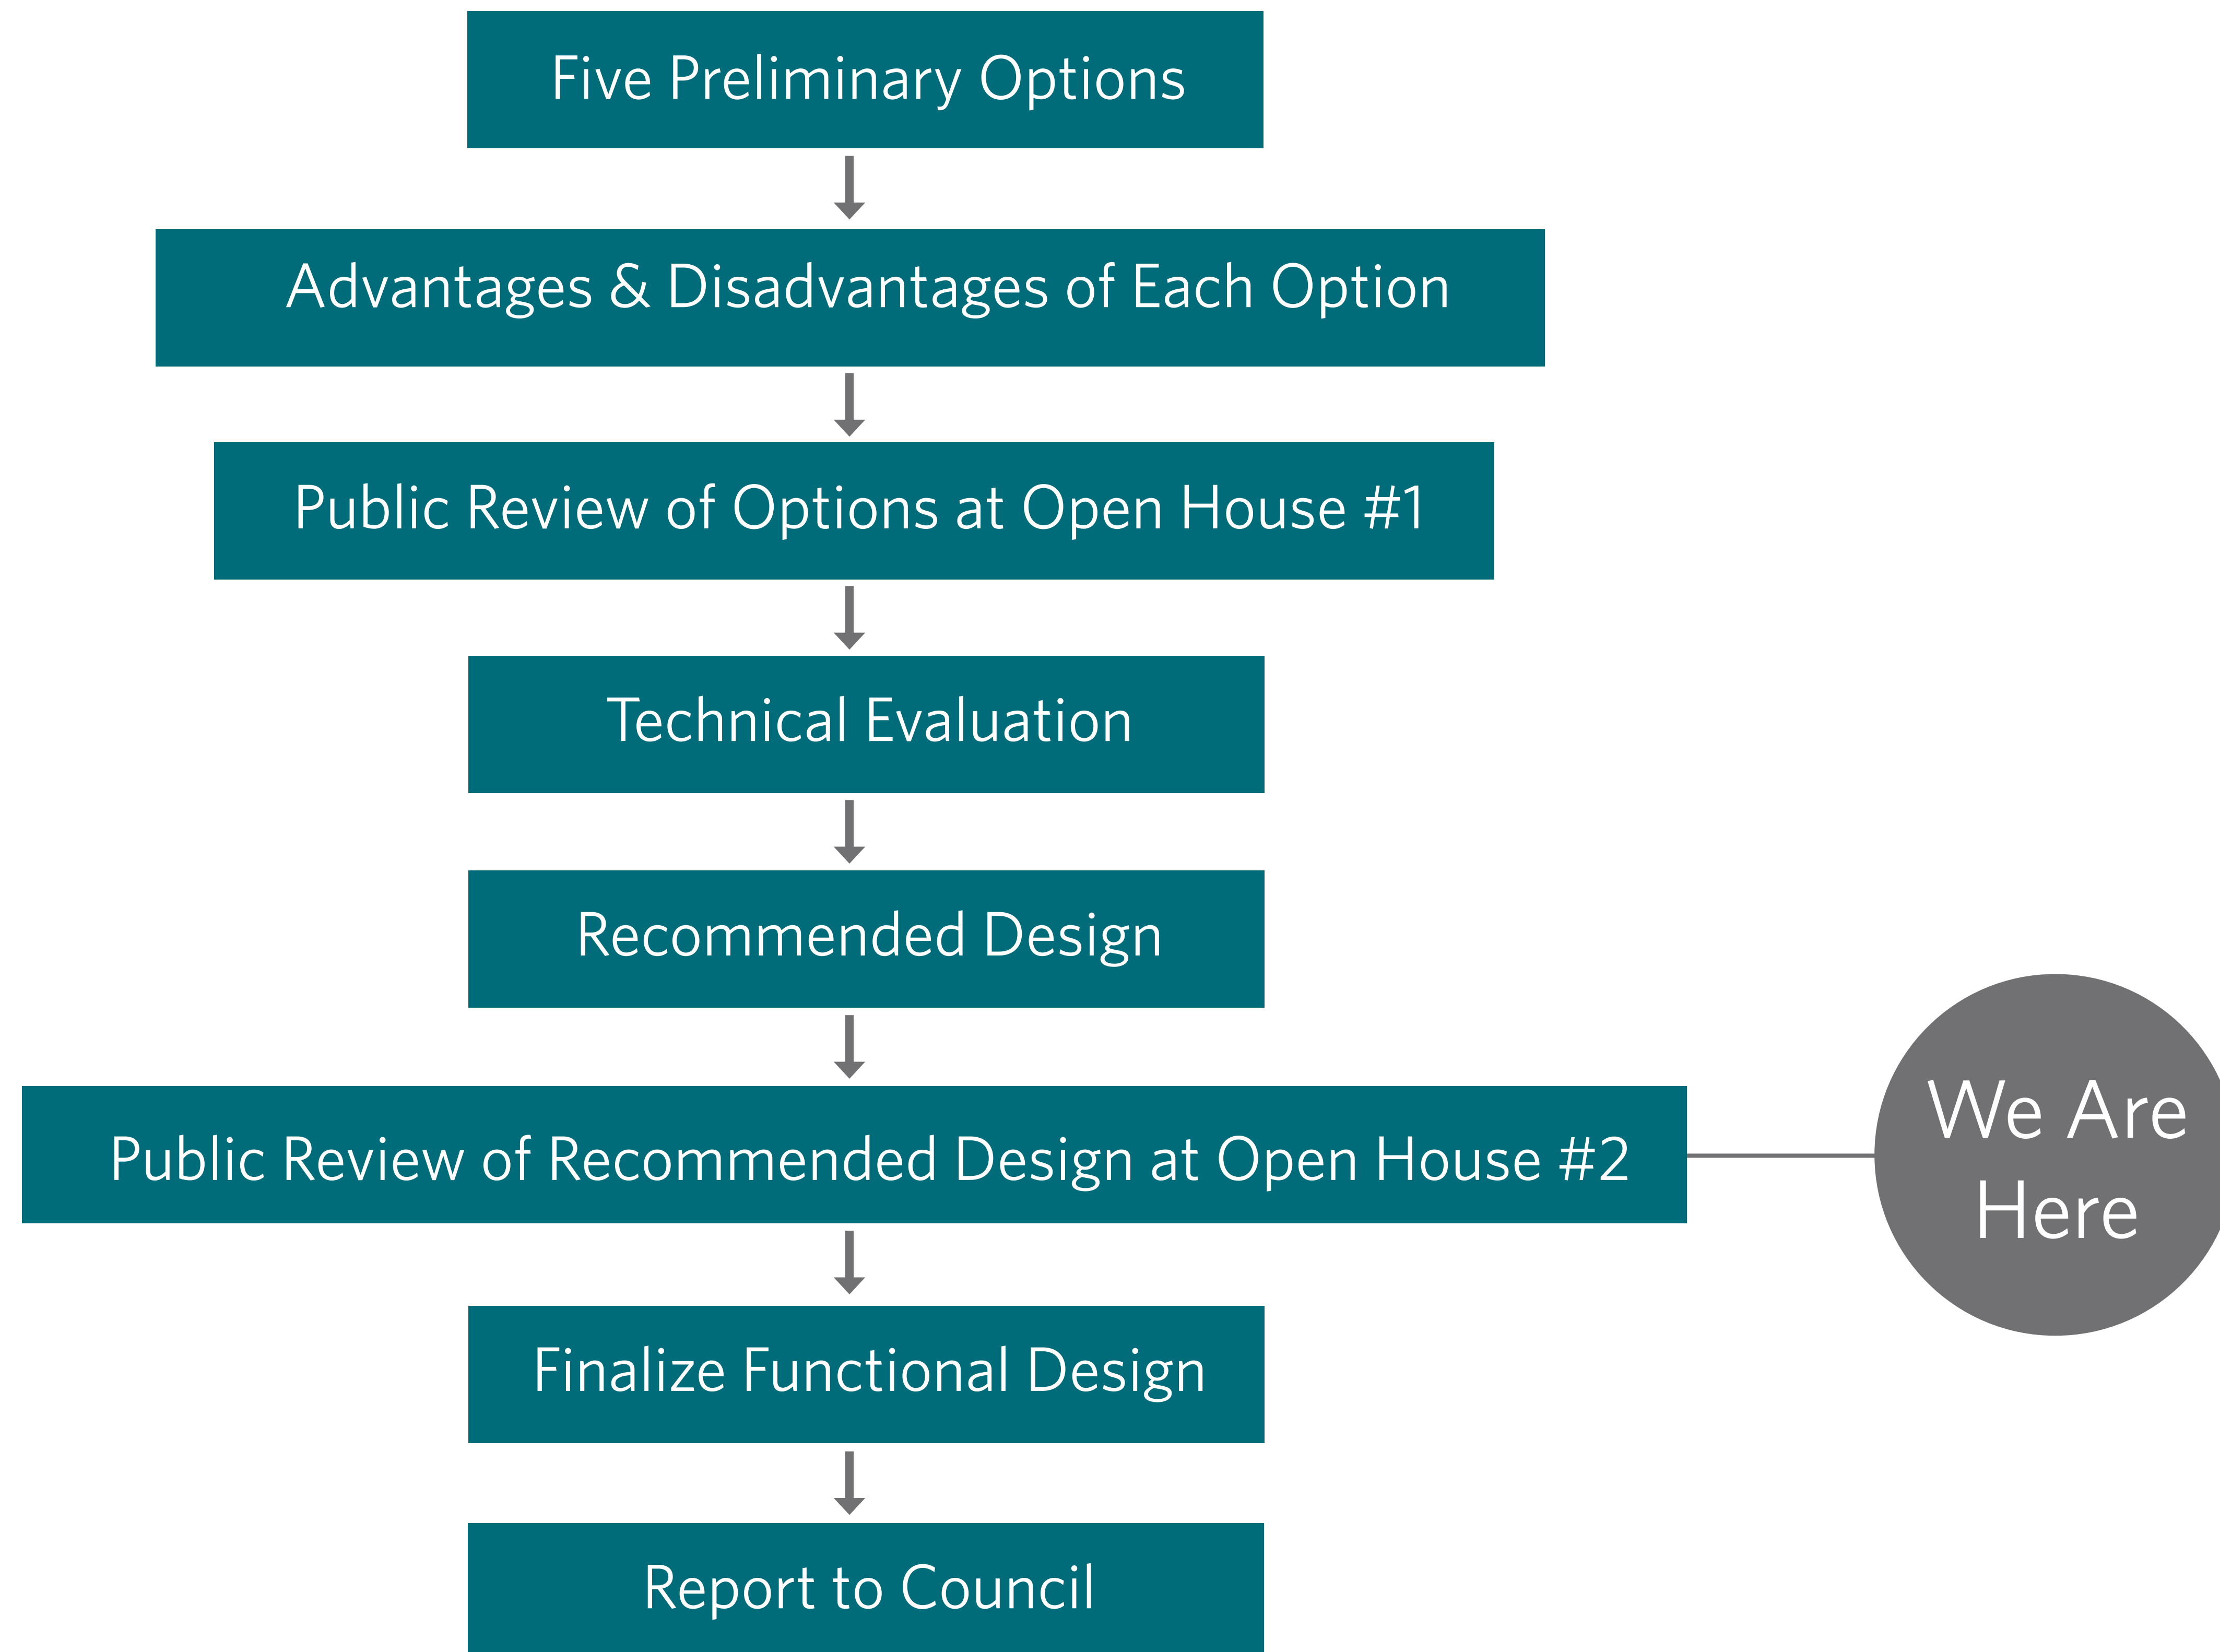 Five Preliminary Options
Advantages & Disadvantages of Each Option
Public Review of Options at Open House #1
Technical Evaluation
Recommended Design
Public Review of Recommended Design at Open House #2
We Are
Here
Finalize Functional Design
Report to Council